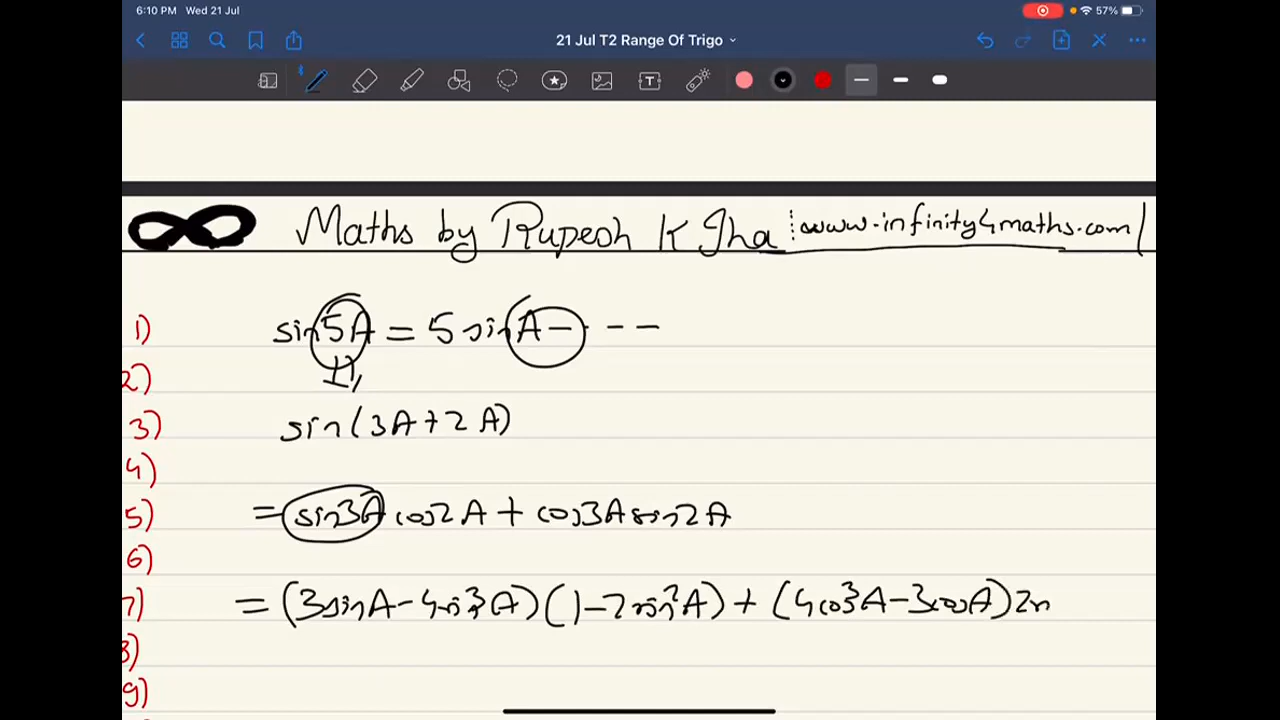 6:10 PM Wed 21 Jul 57%
21 Jul T2 Range Of Trigo
Maths by Rupesh K Jha www.infinity4maths.com/
1) sin5A = 5sinA - - - -
2)
3) sin(3A+2A)
4)
5) = sin3A cos2A + cos3A sin2A
6)
7) = (3sinA-4sin³A)(1-2sin²A) + (4cos³A-3cosA)2
8)
9)